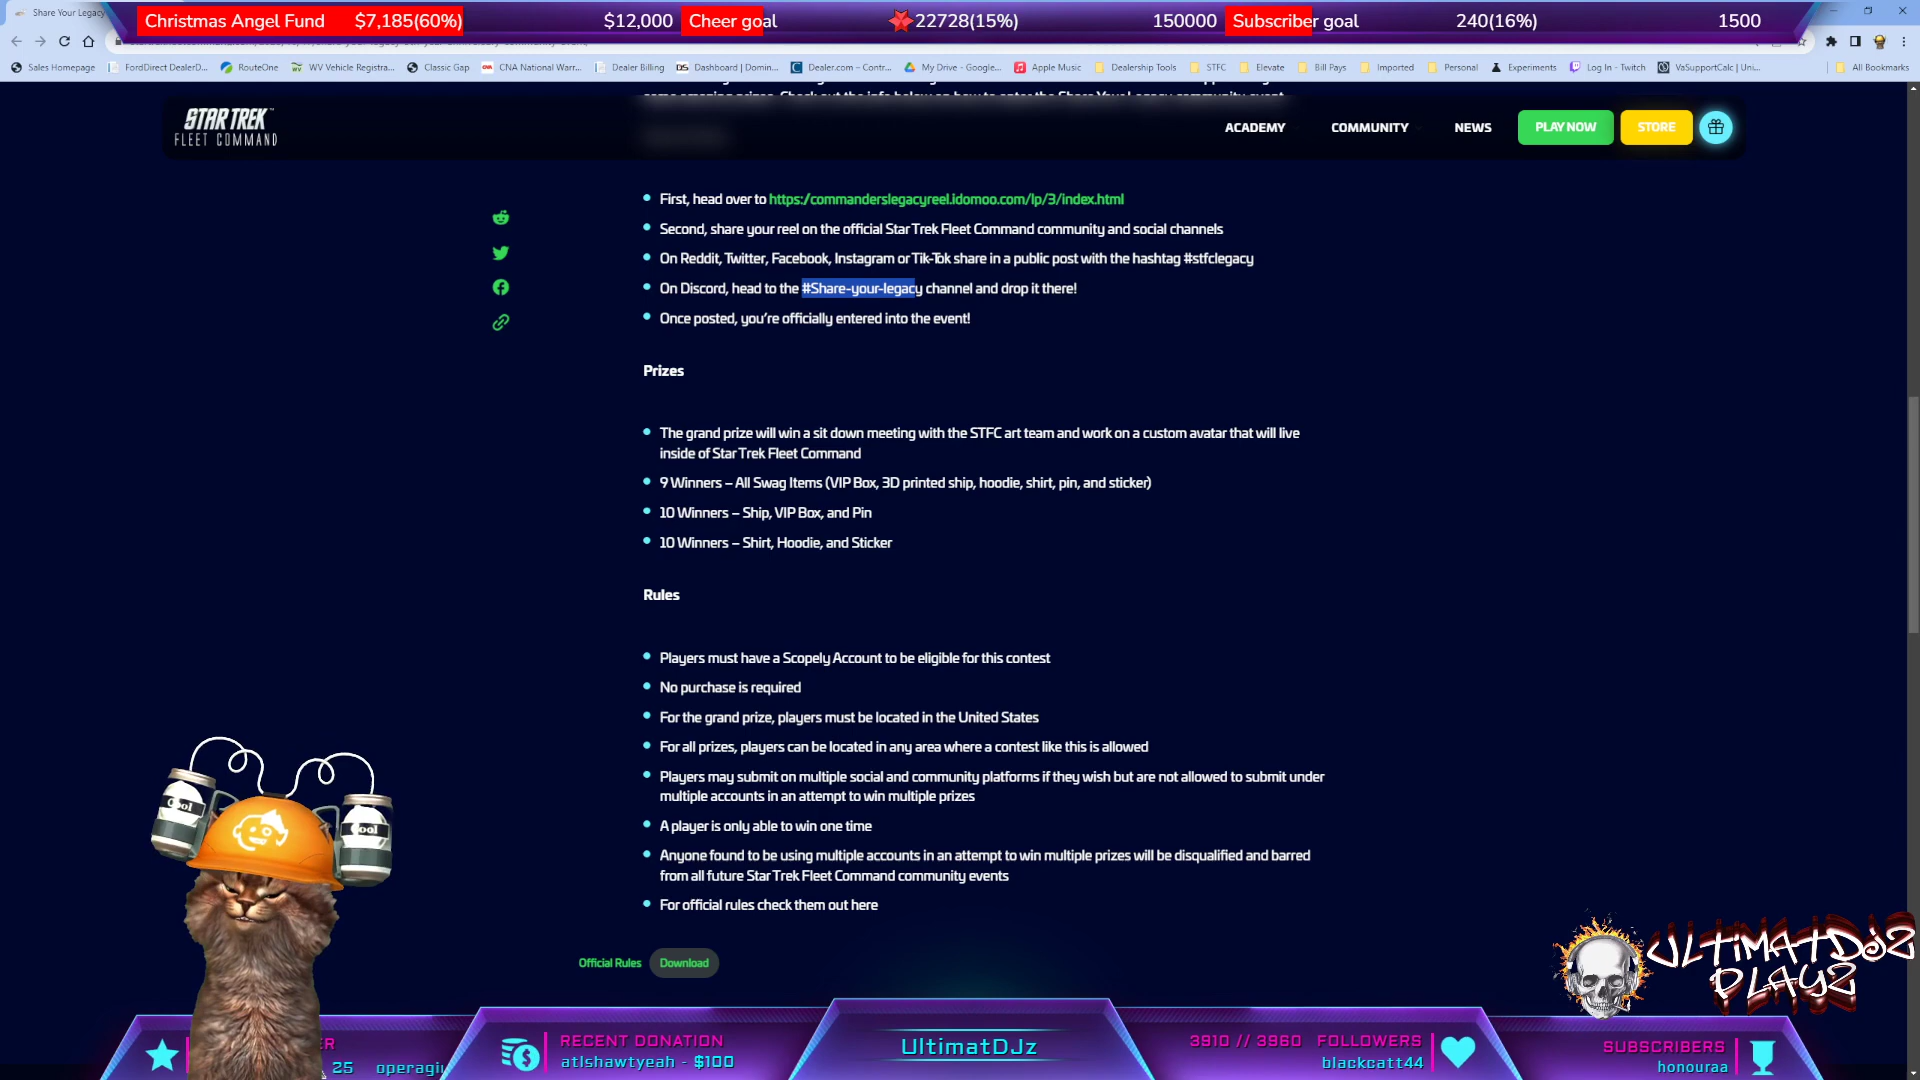 Share Your Legacy
Christmas Angel Fund $7,185(60%) $12,000 Cheer goal 22728(15%) 150000 Subscriber goal 240(16%) 1500
Sales Homepage FordDirect DealerD... RouteOne WV Vehicle Registra... Classic Gap CNA National Warr... Dealer Billing Dashboard | Domin... Dealer.com – Contr... My Drive - Google... Apple Music Dealership Tools STFC Elevate Bill Pays Imported Personal Experiments Log In - Twitch VaSupportCalc | Uni... All Bookmarks
STAR TREK
FLEET COMMAND
ACADEMY COMMUNITY NEWS PLAY NOW STORE
First, head over to https://commanderslegacyreel.idomoo.com/lp/3/index.html
Second, share your reel on the official Star Trek Fleet Command community and social channels
On Reddit, Twitter, Facebook, Instagram or Tik-Tok share in a public post with the hashtag #stfclegacy
On Discord, head to the #Share-your-legacy channel and drop it there!
Once posted, you’re officially entered into the event!
Prizes
The grand prize will win a sit down meeting with the STFC art team and work on a custom avatar that will live
inside of Star Trek Fleet Command
9 Winners – All Swag Items (VIP Box, 3D printed ship, hoodie, shirt, pin, and sticker)
10 Winners – Ship, VIP Box, and Pin
10 Winners – Shirt, Hoodie, and Sticker
Rules
Players must have a Scopely Account to be eligible for this contest
No purchase is required
For the grand prize, players must be located in the United States
For all prizes, players can be located in any area where a contest like this is allowed
Players may submit on multiple social and community platforms if they wish but are not allowed to submit under
multiple accounts in an attempt to win multiple prizes
A player is only able to win one time
Anyone found to be using multiple accounts in an attempt to win multiple prizes will be disqualified and barred
from all future Star Trek Fleet Command community events
For official rules check them out here
Official Rules Download
Cool
Cool
ULTIMATDJZ
PLAYZ
25 operagi
RECENT DONATION
atlshawtyeah - $100
UltimatDJz
3910 // 3960 FOLLOWERS
blackcatt44
SUBSCRIBERS
honouraa